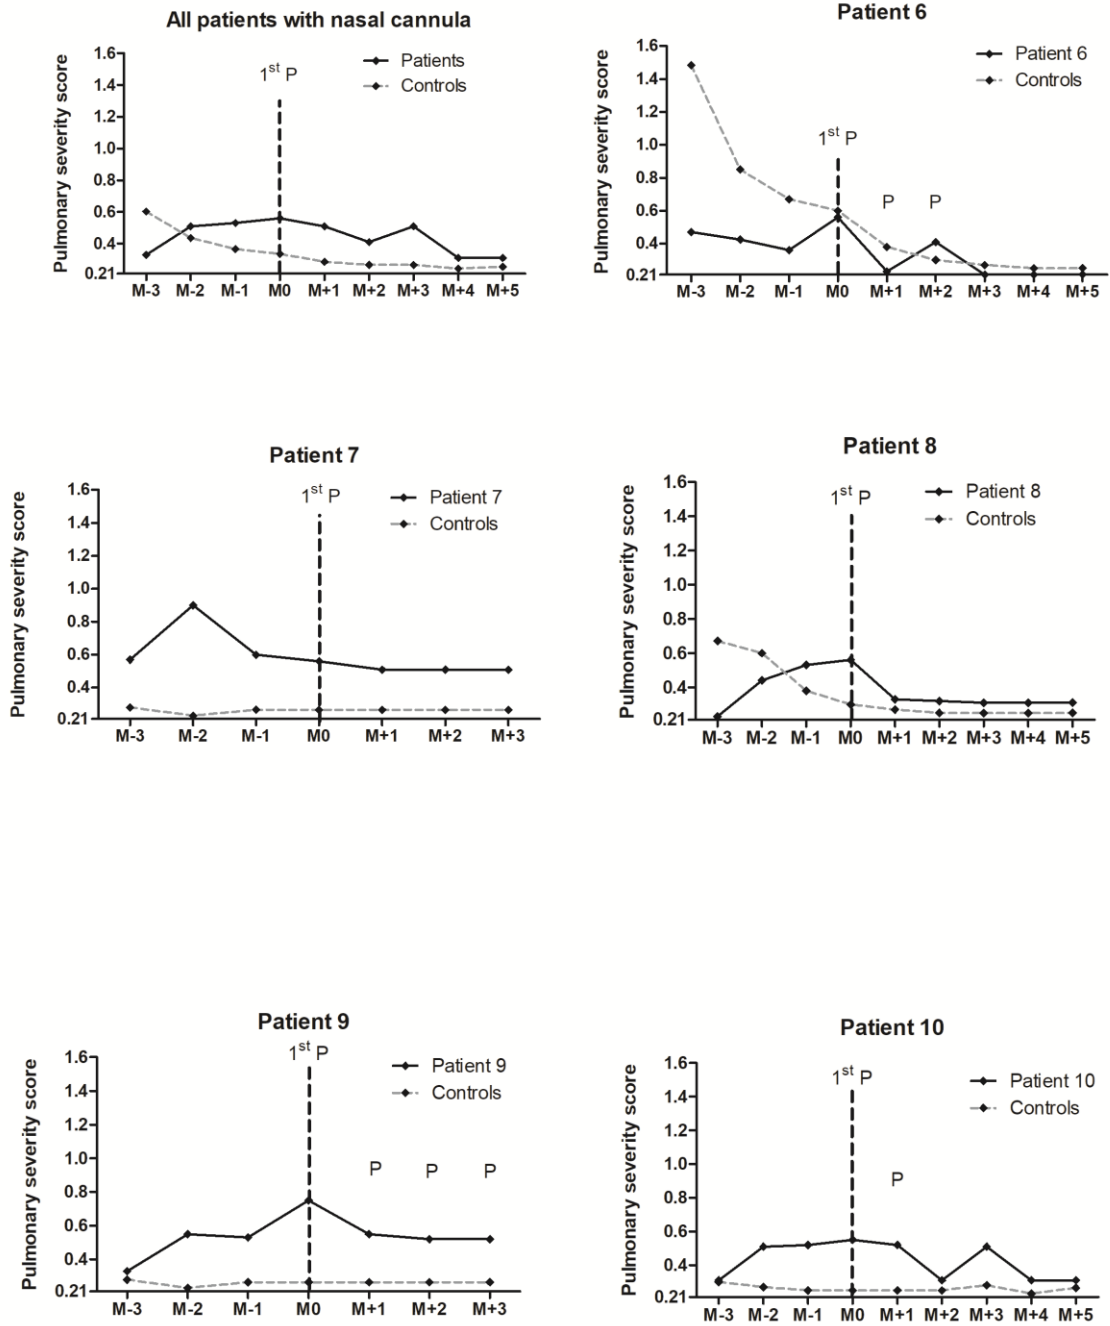 All patients with nasal cannula
Pulmonary severity score
1.6
1.4
1.2
1.0
0.8
0.6
0.4
0.21
1st P
Patients
Controls
M-3 M-2 M-1 M0 M+1 M+2 M+3 M+4 M+5
Patient 6
Pulmonary severity score
1.6
1.4
1.2
1.0
0.8
0.6
0.4
0.21
1st P
P P
Patient 6
Controls
M-3 M-2 M-1 M0 M+1 M+2 M+3 M+4 M+5
Patient 7
Pulmonary severity score
1.6
1.4
1.2
1.0
0.8
0.6
0.4
0.21
1st P
Patient 7
Controls
M-3 M-2 M-1 M0 M+1 M+2 M+3
Patient 8
Pulmonary severity score
1.6
1.4
1.2
1.0
0.8
0.6
0.4
0.21
1st P
Patient 8
Controls
M-3 M-2 M-1 M0 M+1 M+2 M+3 M+4 M+5
Patient 9
Pulmonary severity score
1.6
1.4
1.2
1.0
0.8
0.6
0.4
0.21
1st P
P P P
Patient 9
Controls
M-3 M-2 M-1 M0 M+1 M+2 M+3
Patient 10
Pulmonary severity score
1.6
1.4
1.2
1.0
0.8
0.6
0.4
0.21
1st P
P
Patient 10
Controls
M-3 M-2 M-1 M0 M+1 M+2 M+3 M+4 M+5